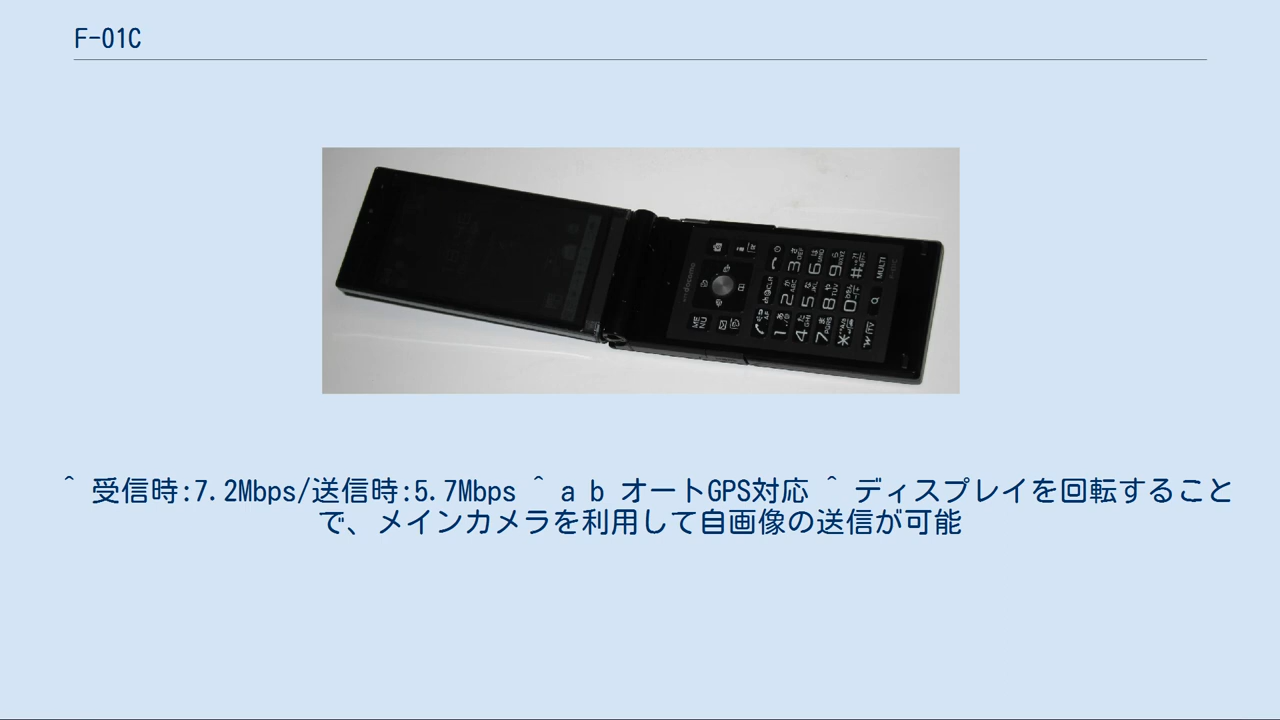 F-01C
MENU
MULTI
^ 受信時:7.2Mbps/送信時:5.7Mbps ^ a b オートGPS対応 ^ ディスプレイを回転すること
で、メインカメラを利用して自画像の送信が可能